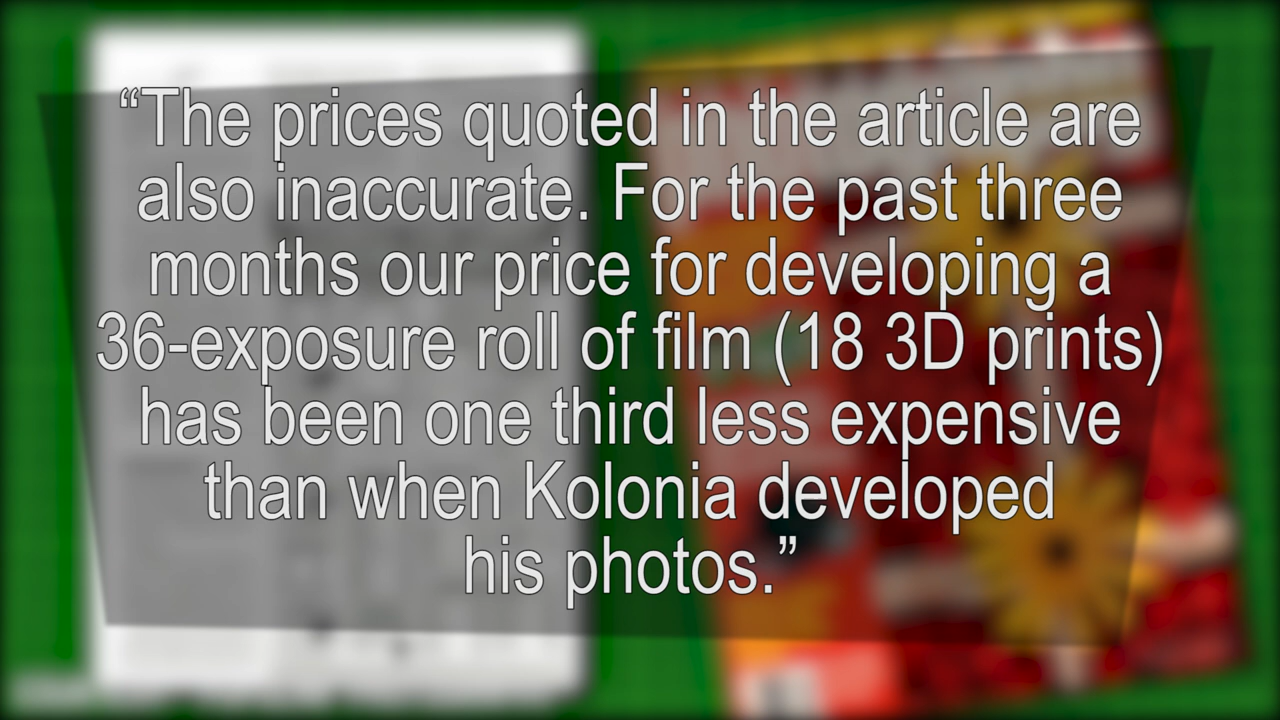 “The prices quoted in the article are
also inaccurate. For the past three
months our price for developing a
36-exposure roll of film (18 3D prints)
has been one third less expensive
than when Kolonia developed
his photos.”